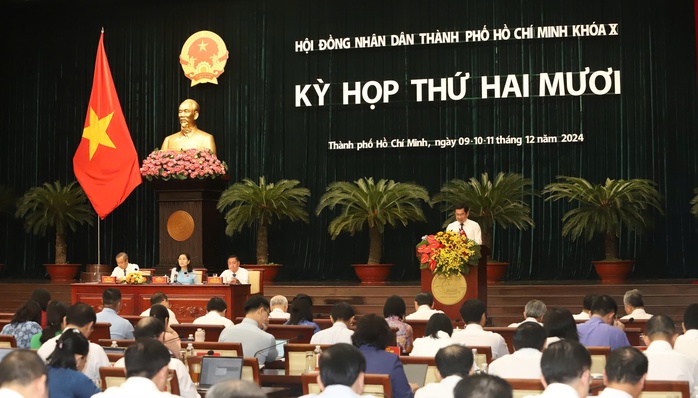 HỘI ĐỒNG NHÂN DÂN THÀNH PHỐ HỒ CHÍ MINH KHÓA X
KỲ HỌP THỨ HAI MƯƠI
Thành phố Hồ Chí Minh, ngày 09-10-11 tháng 12 năm 2024